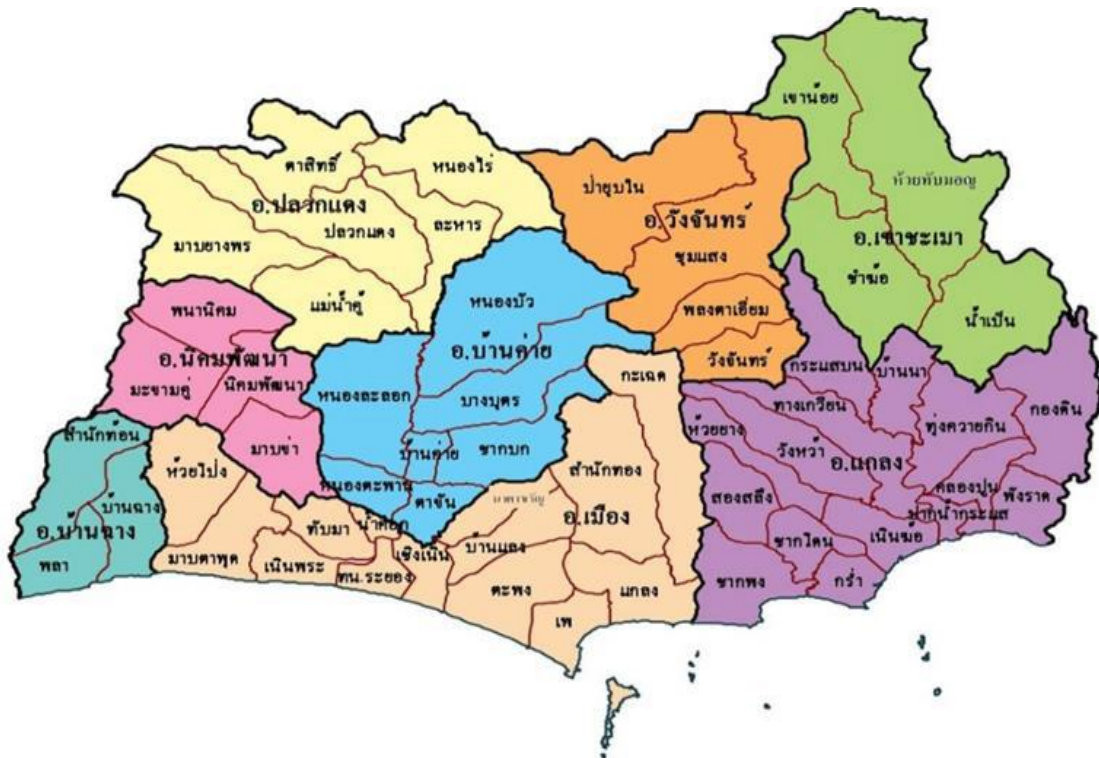 เขาน้อย
ห้วยทับมอญ
อ.เขาชะเมา
ชำฆ้อ
น้ำเป็น
ตาสิทธิ์
หนองไร่
อ.ปลวกแดง
ปลวกแดง
ละหาร
มาบยางพร
แม่น้ำคู้
ป่ายุบใน
อ.วังจันทร์
ชุมแสง
พลงตาเอี่ยม
วังจันทร์
พนานิคม
อ.นิคมพัฒนา
มะขามคู่
นิคมพัฒนา
มาบข่า
หนองบัว
อ.บ้านค่าย
หนองละลอก
บางบุตร
บ้านค่าย
ชากบก
หนองตะพาน
ตาขัน
สำนักท้อน
บ้านฉาง
อ.บ้านฉาง
พลา
ห้วยโป่ง
มาบตาพุด
เนินพระ
ทับมา
น้ำคอก
ทน.ระยอง
เชิงเนิน
นาตาขวัญ
บ้านแลง
ตะพง
เพ
แกลง
กะเฉด
สำนักทอง
อ.เมือง
กระแสบน
บ้านนา
ทางเกวียน
ทุ่งควายกิน
กองดิน
ห้วยยาง
วังหว้า
อ.แกลง
คลองปูน
พังราด
ปากน้ำกระแส
สองสลึง
เนินฆ้อ
ชากโดน
ชากพง
กร่ำ